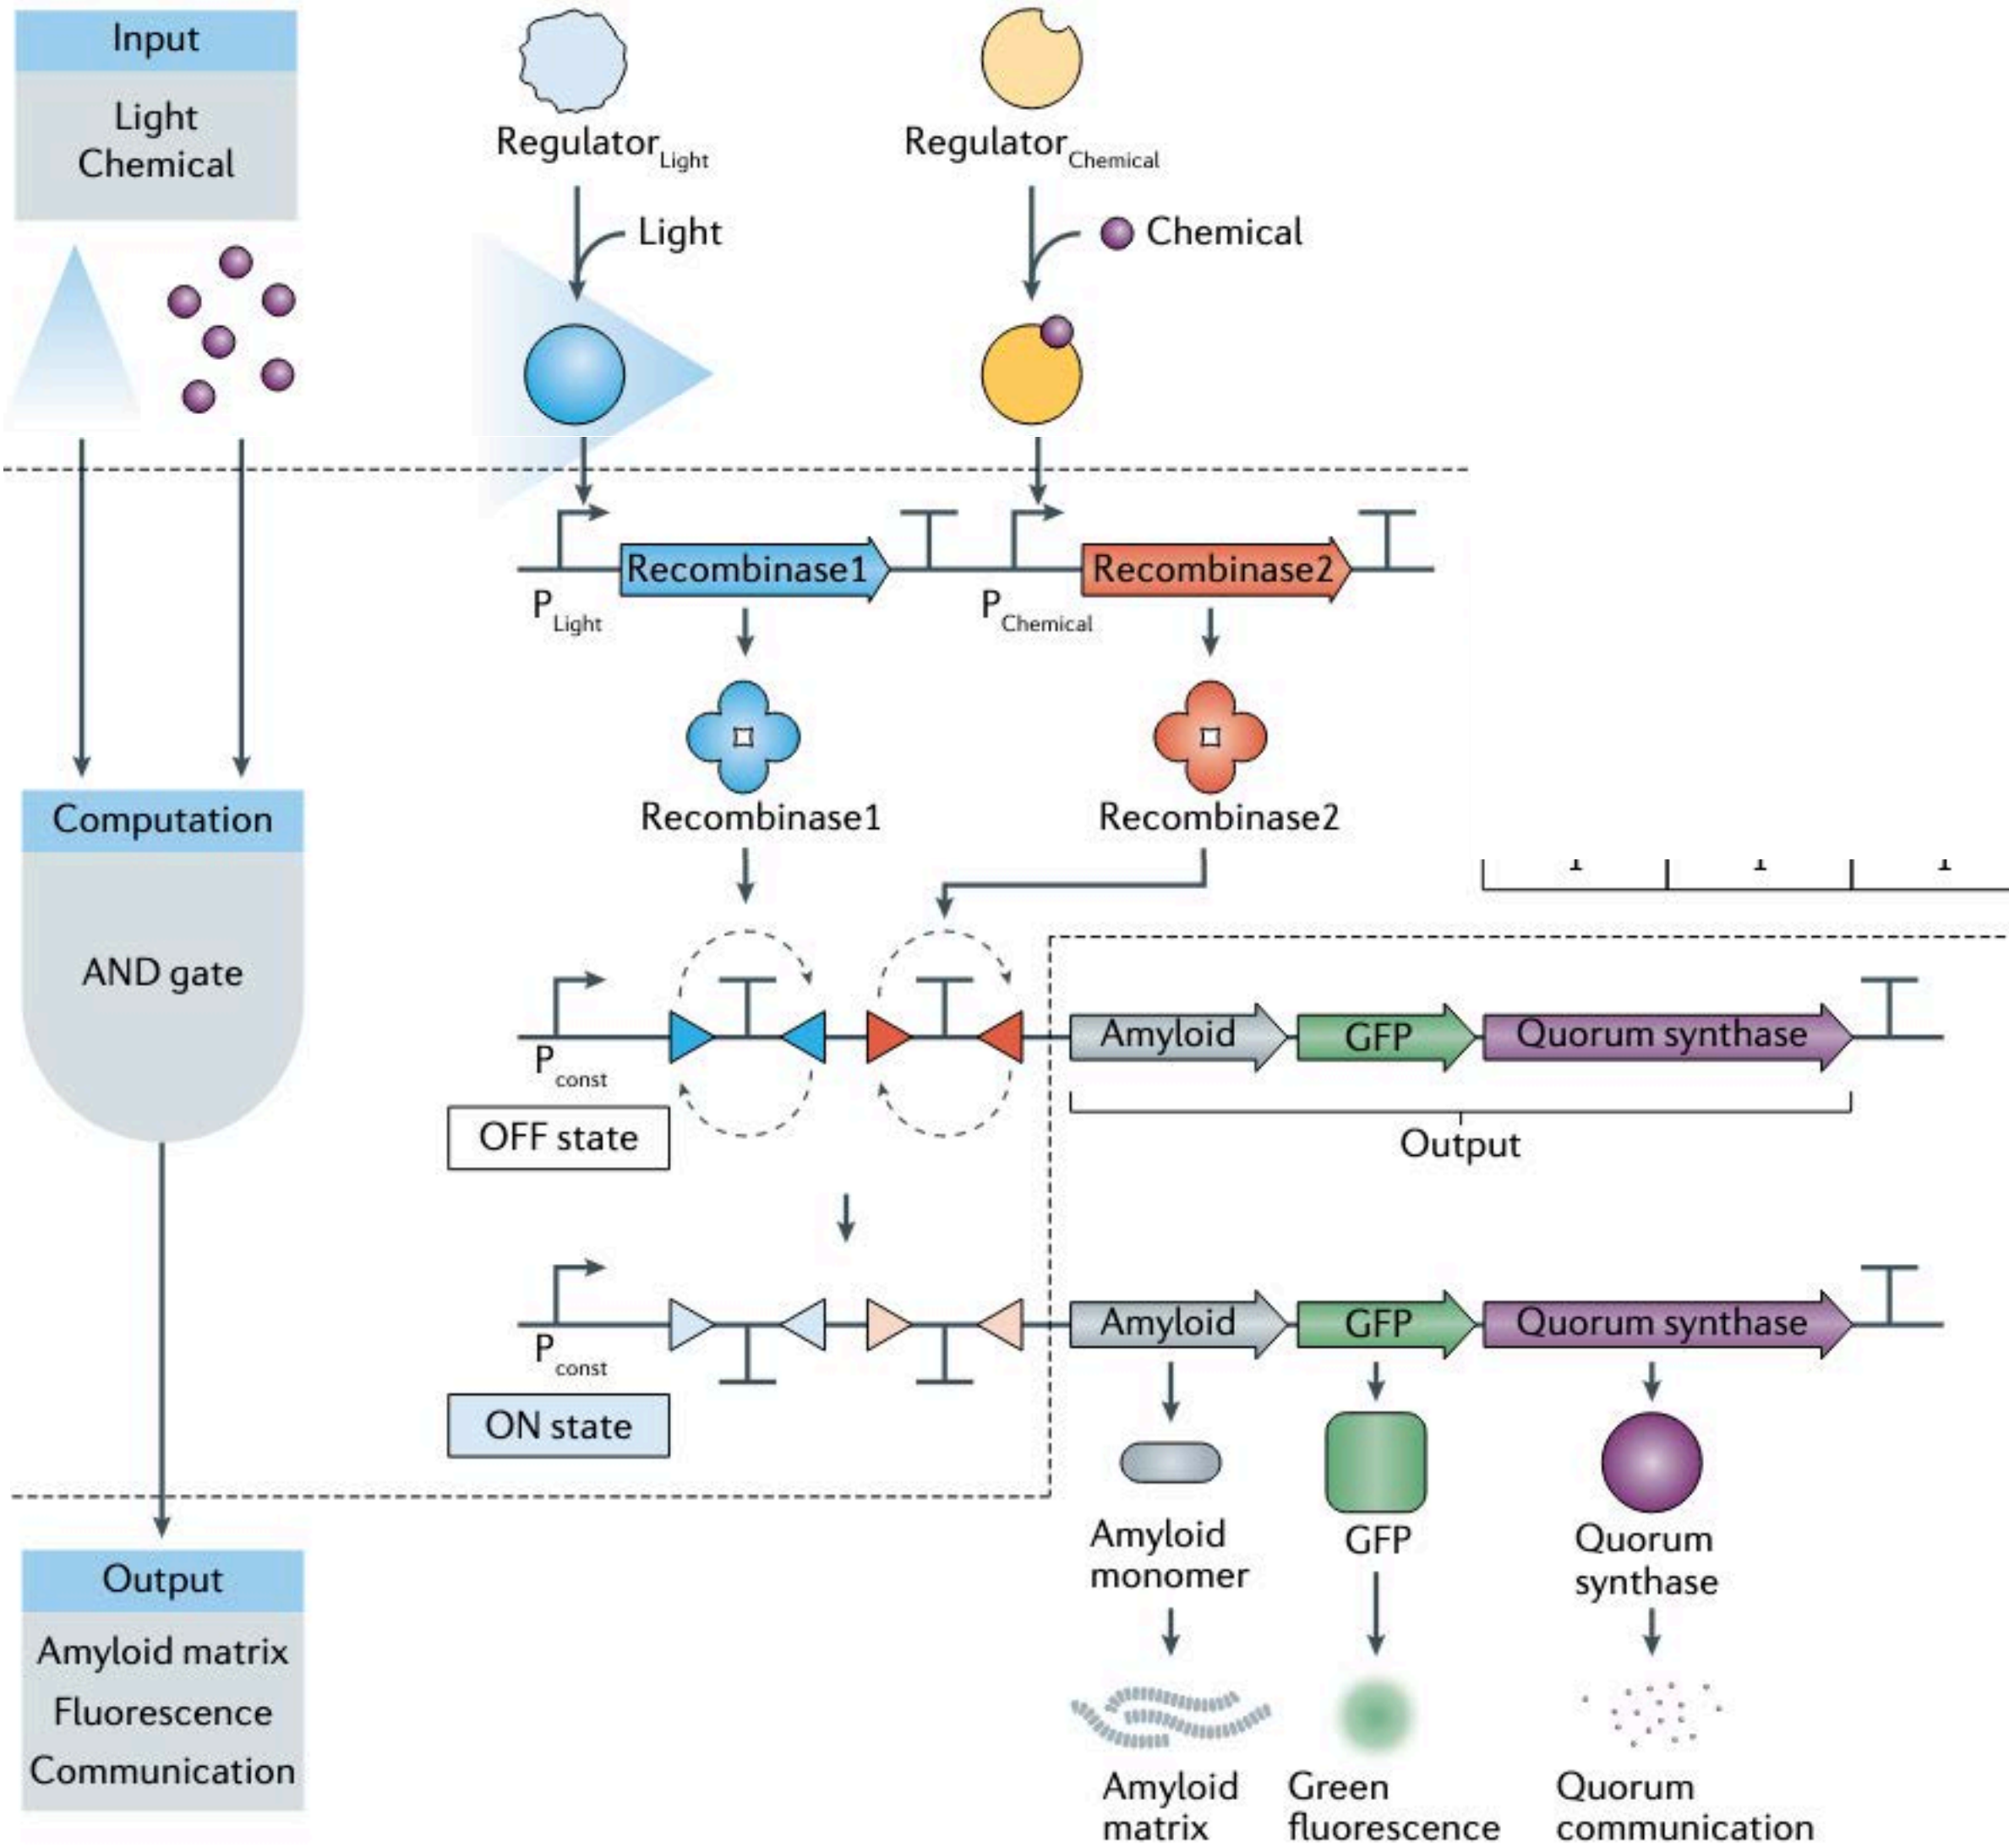 Input
Light
Chemical
Regulator Light
Regulator Chemical
Light
Chemical
Recombinase1
Recombinase2
P Light
P Chemical
Recombinase1
Recombinase2
Computation
AND gate
P const
Amyloid
GFP
Quorum synthase
OFF state
Output
P const
Amyloid
GFP
Quorum synthase
ON state
Amyloid
monomer
GFP
Quorum
synthase
Output
Amyloid matrix
Fluorescence
Communication
Amyloid
matrix
Green
fluorescence
Quorum
communication